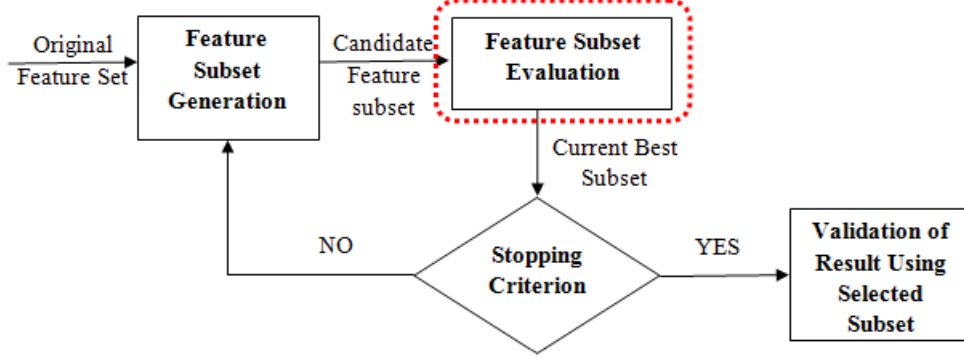 Original
Feature Set
Feature
Subset
Generation
Candidate
Feature
subset
Feature Subset
Evaluation
Current Best
Subset
Stopping
Criterion
NO
YES
Validation of
Result Using
Selected
Subset